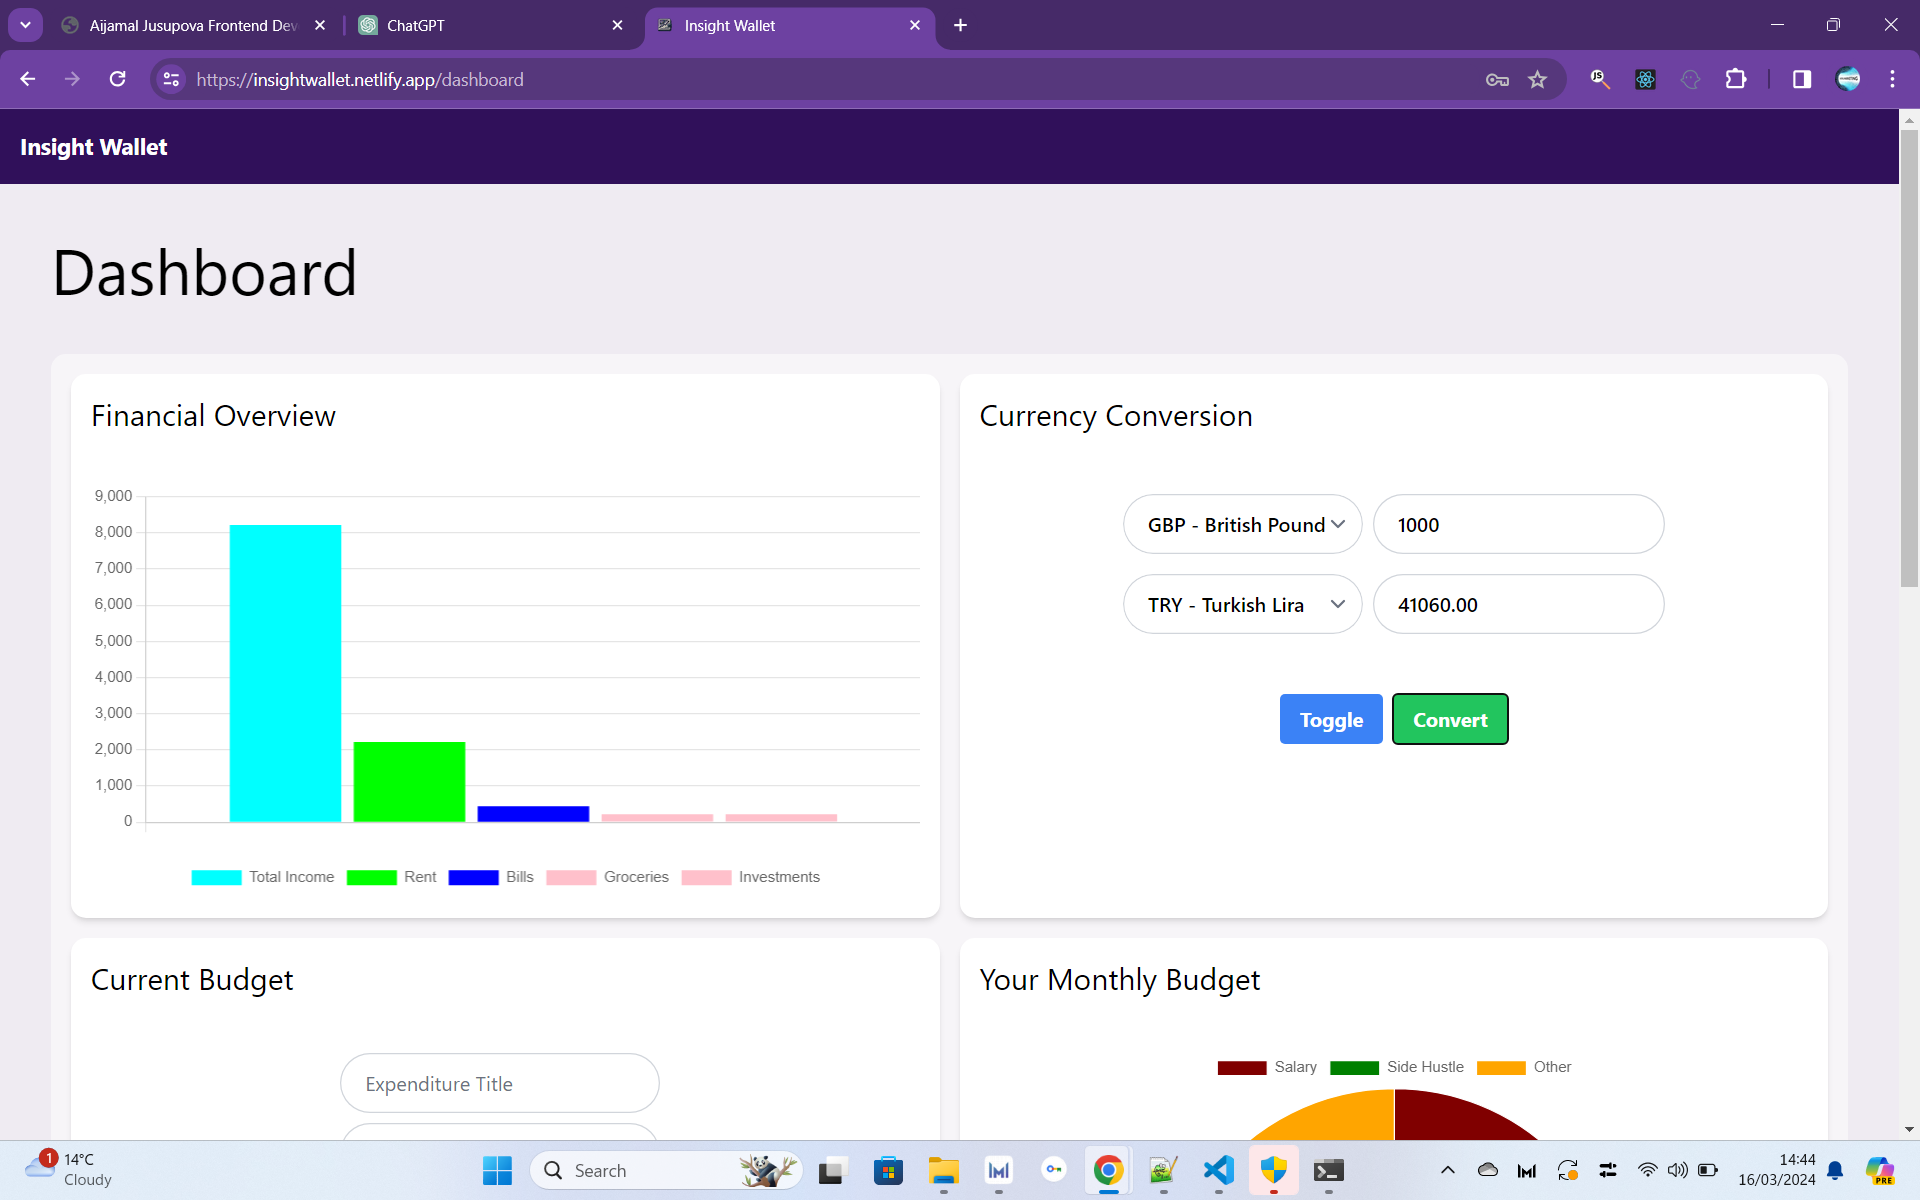 Aijamal Jusupova Frontend Dev
ChatGPT
Insight Wallet
https://insightwallet.netlify.app/dashboard
JS
Insight Wallet
Dashboard
Financial Overview
9,000
8,000
7,000
6,000
5,000
4,000
3,000
2,000
1,000
0
Total Income Rent Bills Groceries Investments
Currency Conversion
GBP - British Pound 1000
TRY - Turkish Lira 41060.00
Toggle Convert
Current Budget
Expenditure Title
Your Monthly Budget
Salary Side Hustle Other
1
14°C
Cloudy
Search
14:44
16/03/2024
PRE